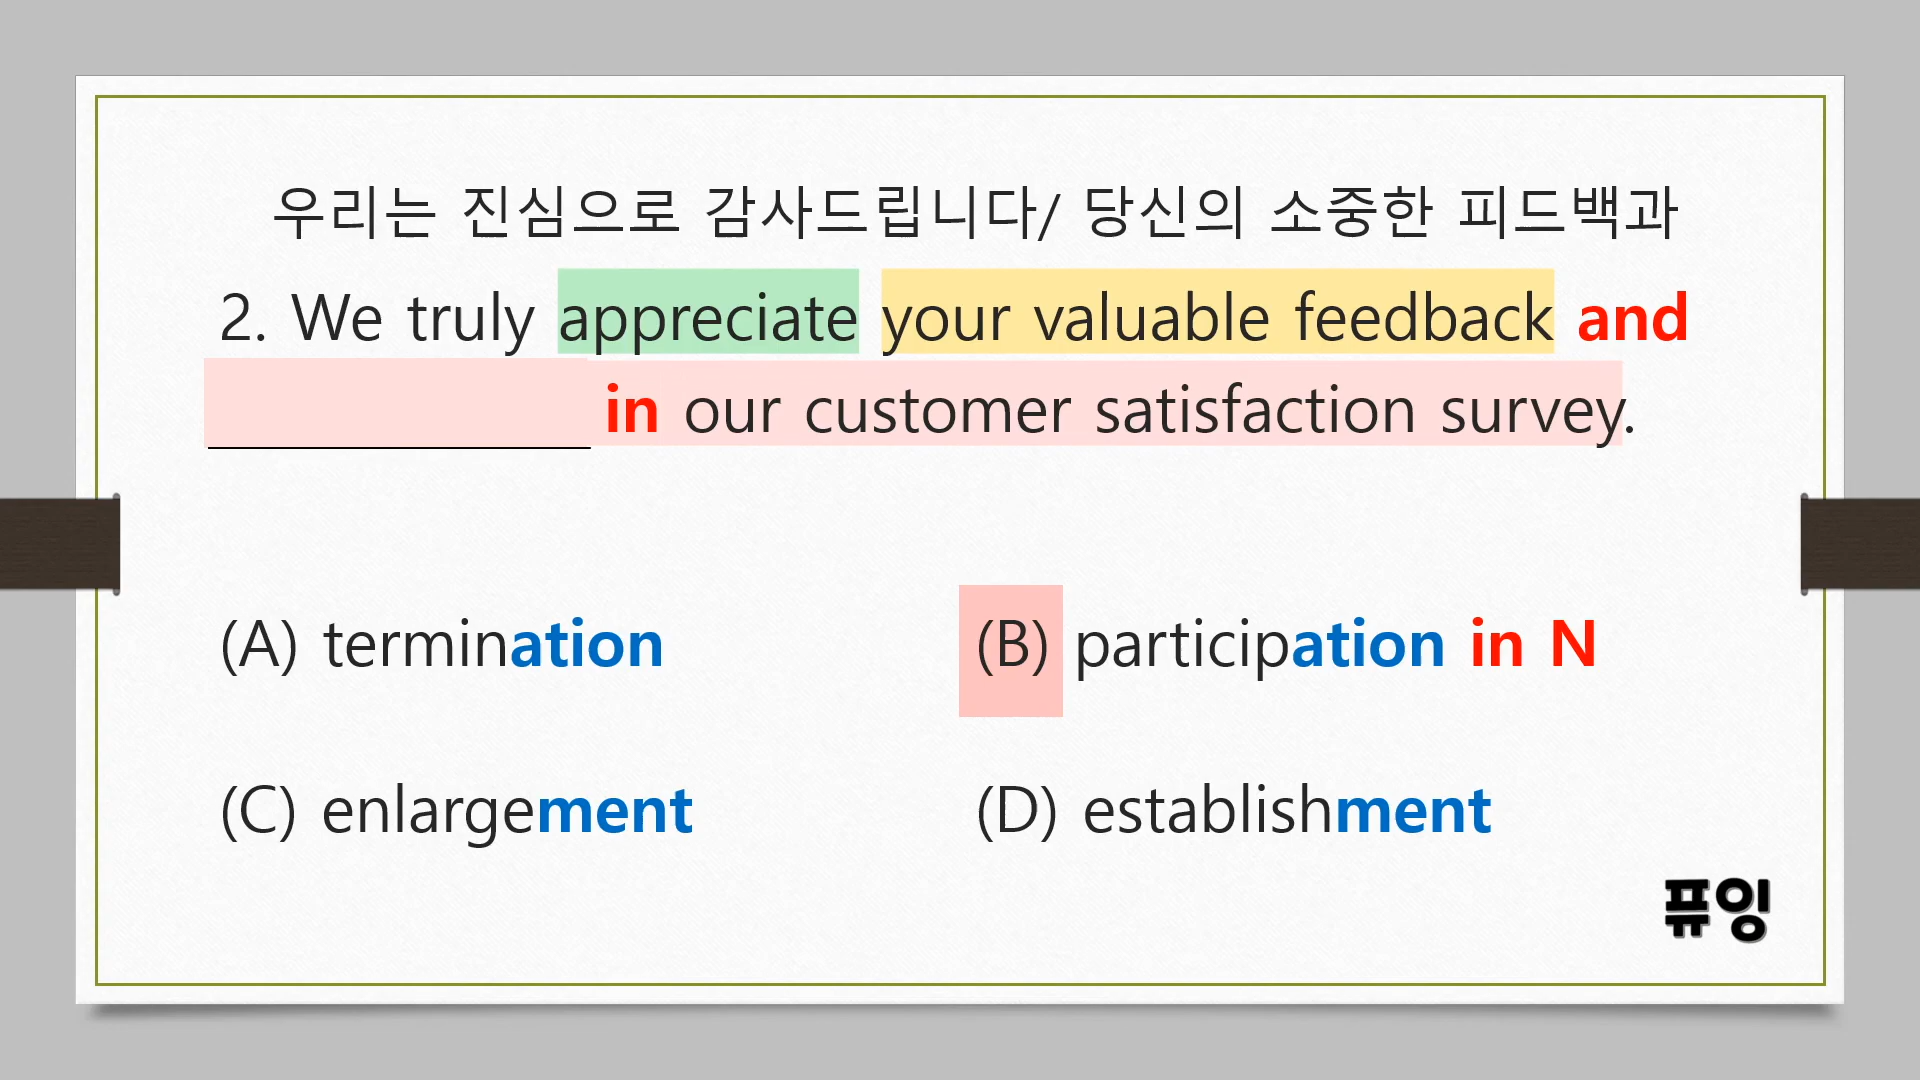 우리는 진심으로 감사드립니다/ 당신의 소중한 피드백과
2. We truly appreciate your valuable feedback and
______________ in our customer satisfaction survey.
(A) termination
(B) participation in N
(C) enlargement
(D) establishment
퓨잉